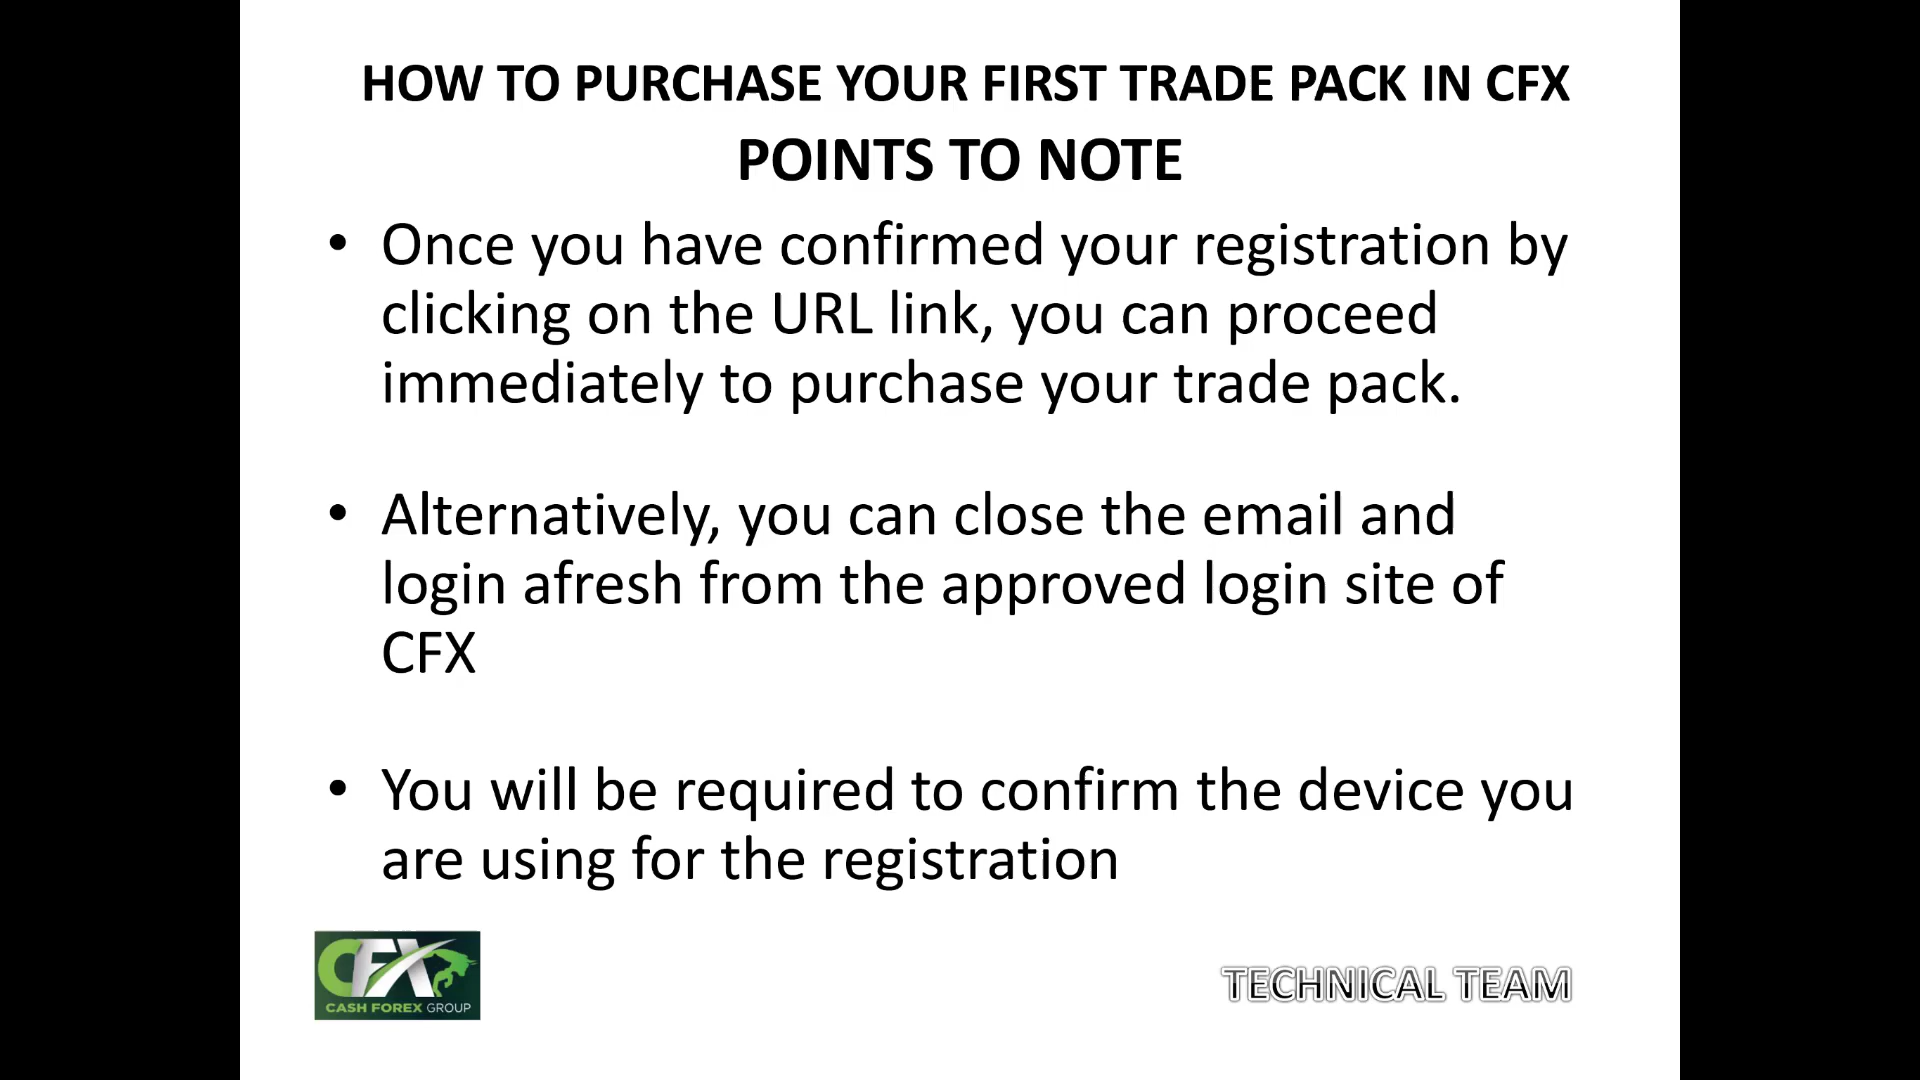 HOW TO PURCHASE YOUR FIRST TRADE PACK IN CFX
POINTS TO NOTE
• Once you have confirmed your registration by
clicking on the URL link, you can proceed
immediately to purchase your trade pack.
• Alternatively, you can close the email and
login afresh from the approved login site of
CFX
• You will be required to confirm the device you
are using for the registration
CFX
CASH FOREX GROUP
TECHNICAL TEAM